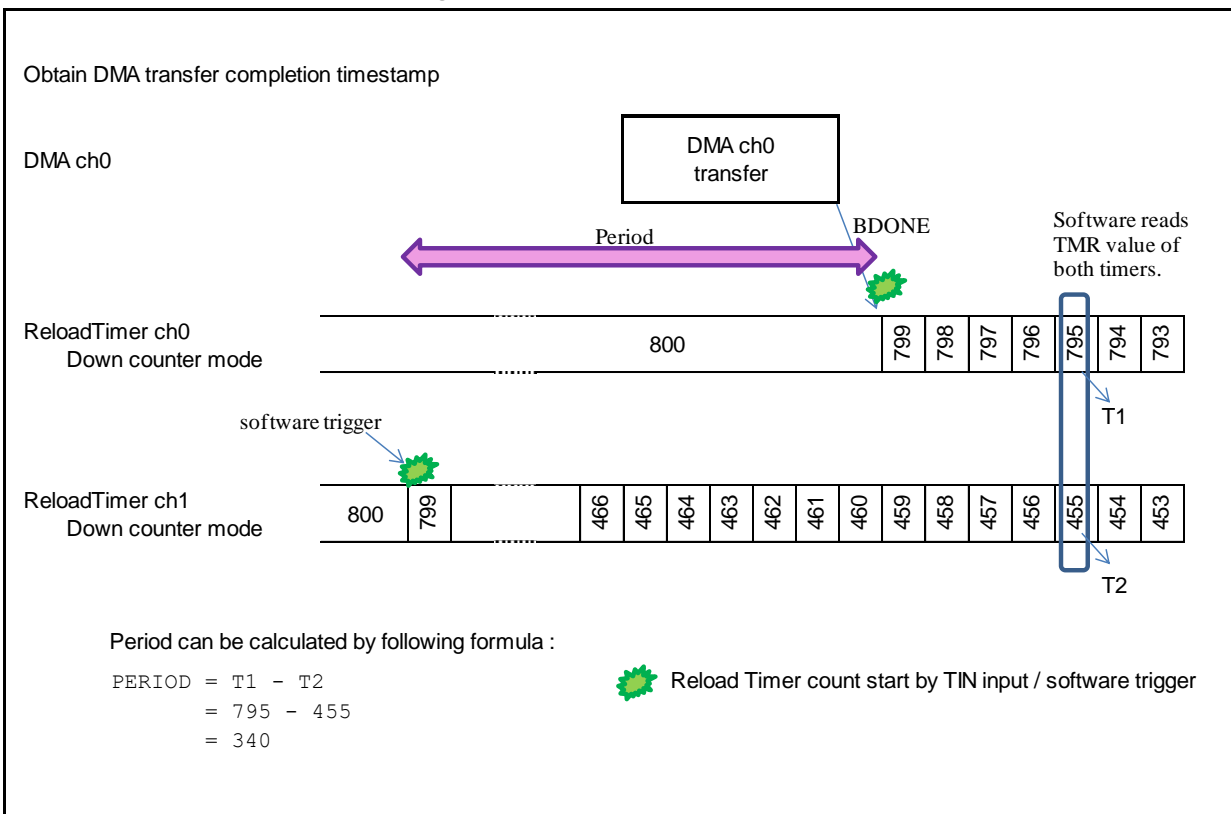 Obtain DMA transfer completion timestamp
DMA ch0
DMA ch0
transfer
Period
BDONE
Software reads
TMR value of
both timers.
ReloadTimer ch0
Down counter mode
800
799
798
797
796
795
794
793
T1
software trigger
ReloadTimer ch1
Down counter mode
800
799
466
465
464
463
462
461
460
459
458
457
456
455
454
453
T2
Period can be calculated by following formula :
PERIOD = T1 - T2
= 795 - 455
= 340
Reload Timer count start by TIN input / software trigger